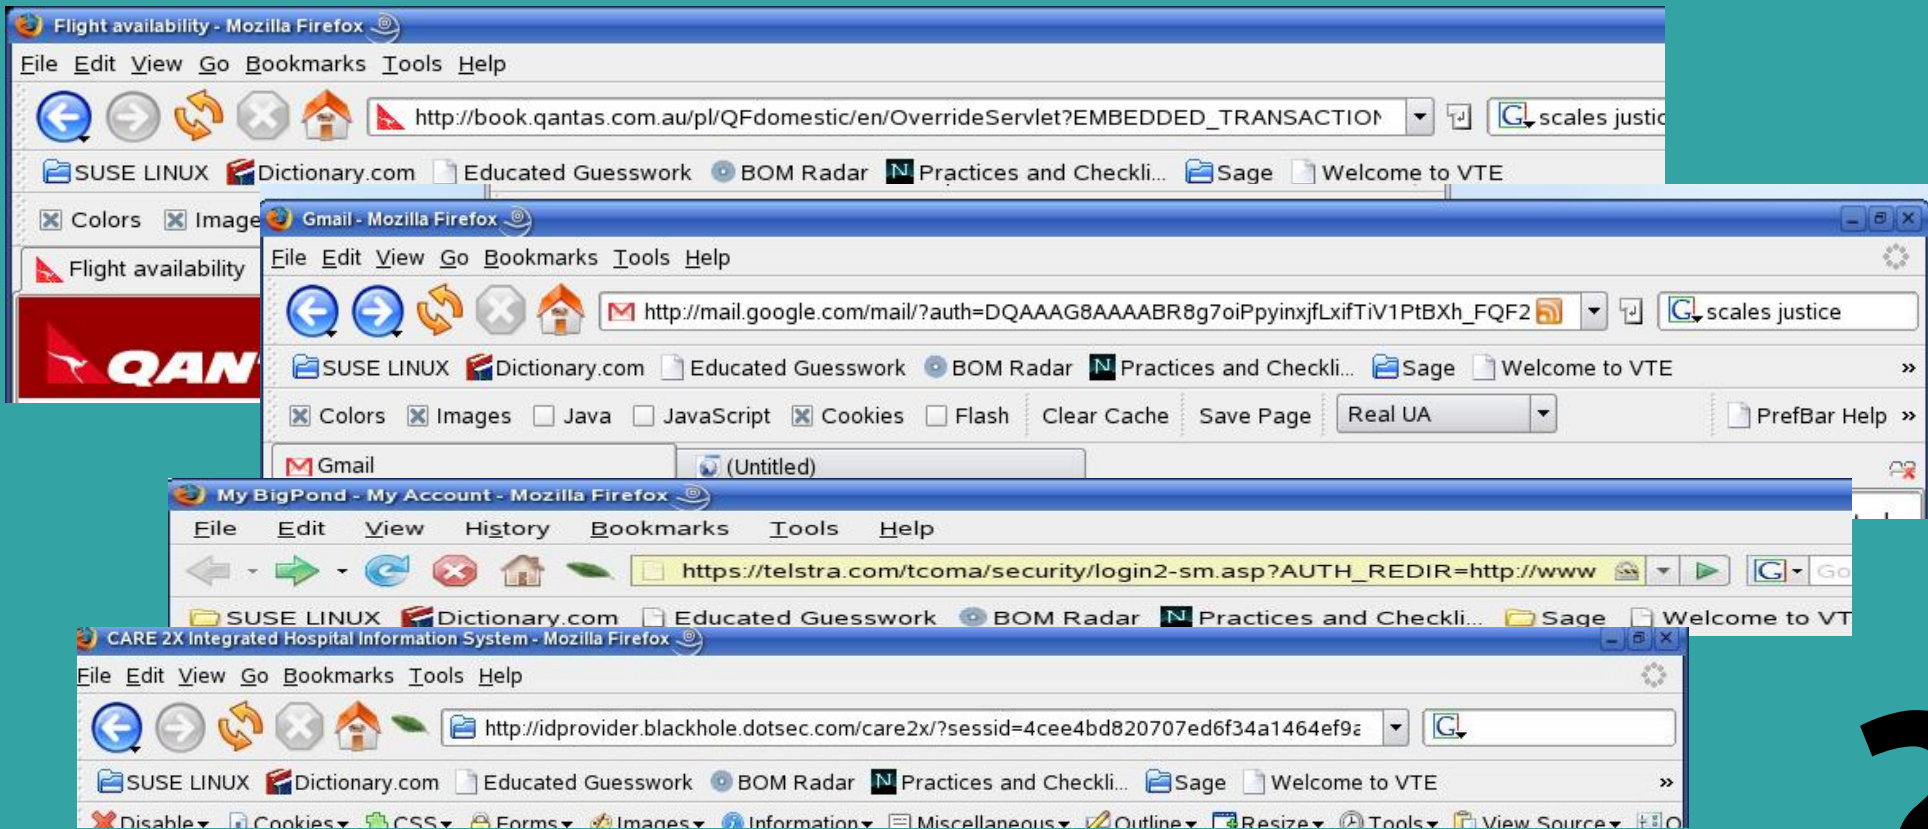 Flight availability - Mozilla Firefox
File Edit View Go Bookmarks Tools Help
http://book.qantas.com.au/pl/QFdomestic/en/OverrideServlet?EMBEDDED_TRANSACTION
scales justic
SUSE LINUX Dictionary.com Educated Guesswork BOM Radar Practices and Checkli... Sage Welcome to VTE
Colors Image
Flight availability
QAN
Gmail - Mozilla Firefox
File Edit View Go Bookmarks Tools Help
http://mail.google.com/mail/?auth=DQAAAG8AAAABR8g7oiPpyinxjfLxifTiV1PtBXh_FQF2
scales justice
SUSE LINUX Dictionary.com Educated Guesswork BOM Radar Practices and Checkli... Sage Welcome to VTE »
Colors Images Java JavaScript Cookies Flash Clear Cache Save Page Real UA PrefBar Help »
Gmail (Untitled)
My BigPond - My Account - Mozilla Firefox
File Edit View History Bookmarks Tools Help
https://telstra.com/tcoma/security/login2-sm.asp?AUTH_REDIR=http://www
Go
SUSE LINUX Dictionary.com Educated Guesswork BOM Radar Practices and Checkli... Sage Welcome to VT
CARE 2X Integrated Hospital Information System - Mozilla Firefox
File Edit View Go Bookmarks Tools Help
http://idprovider.blackhole.dotsec.com/care2x/?sessid=4cee4bd820707ed6f34a1464ef9a
SUSE LINUX Dictionary.com Educated Guesswork BOM Radar Practices and Checkli... Sage Welcome to VTE »
Disable Cookies CSS Forms Images Information Miscellaneous Outline Resize Tools View Source O